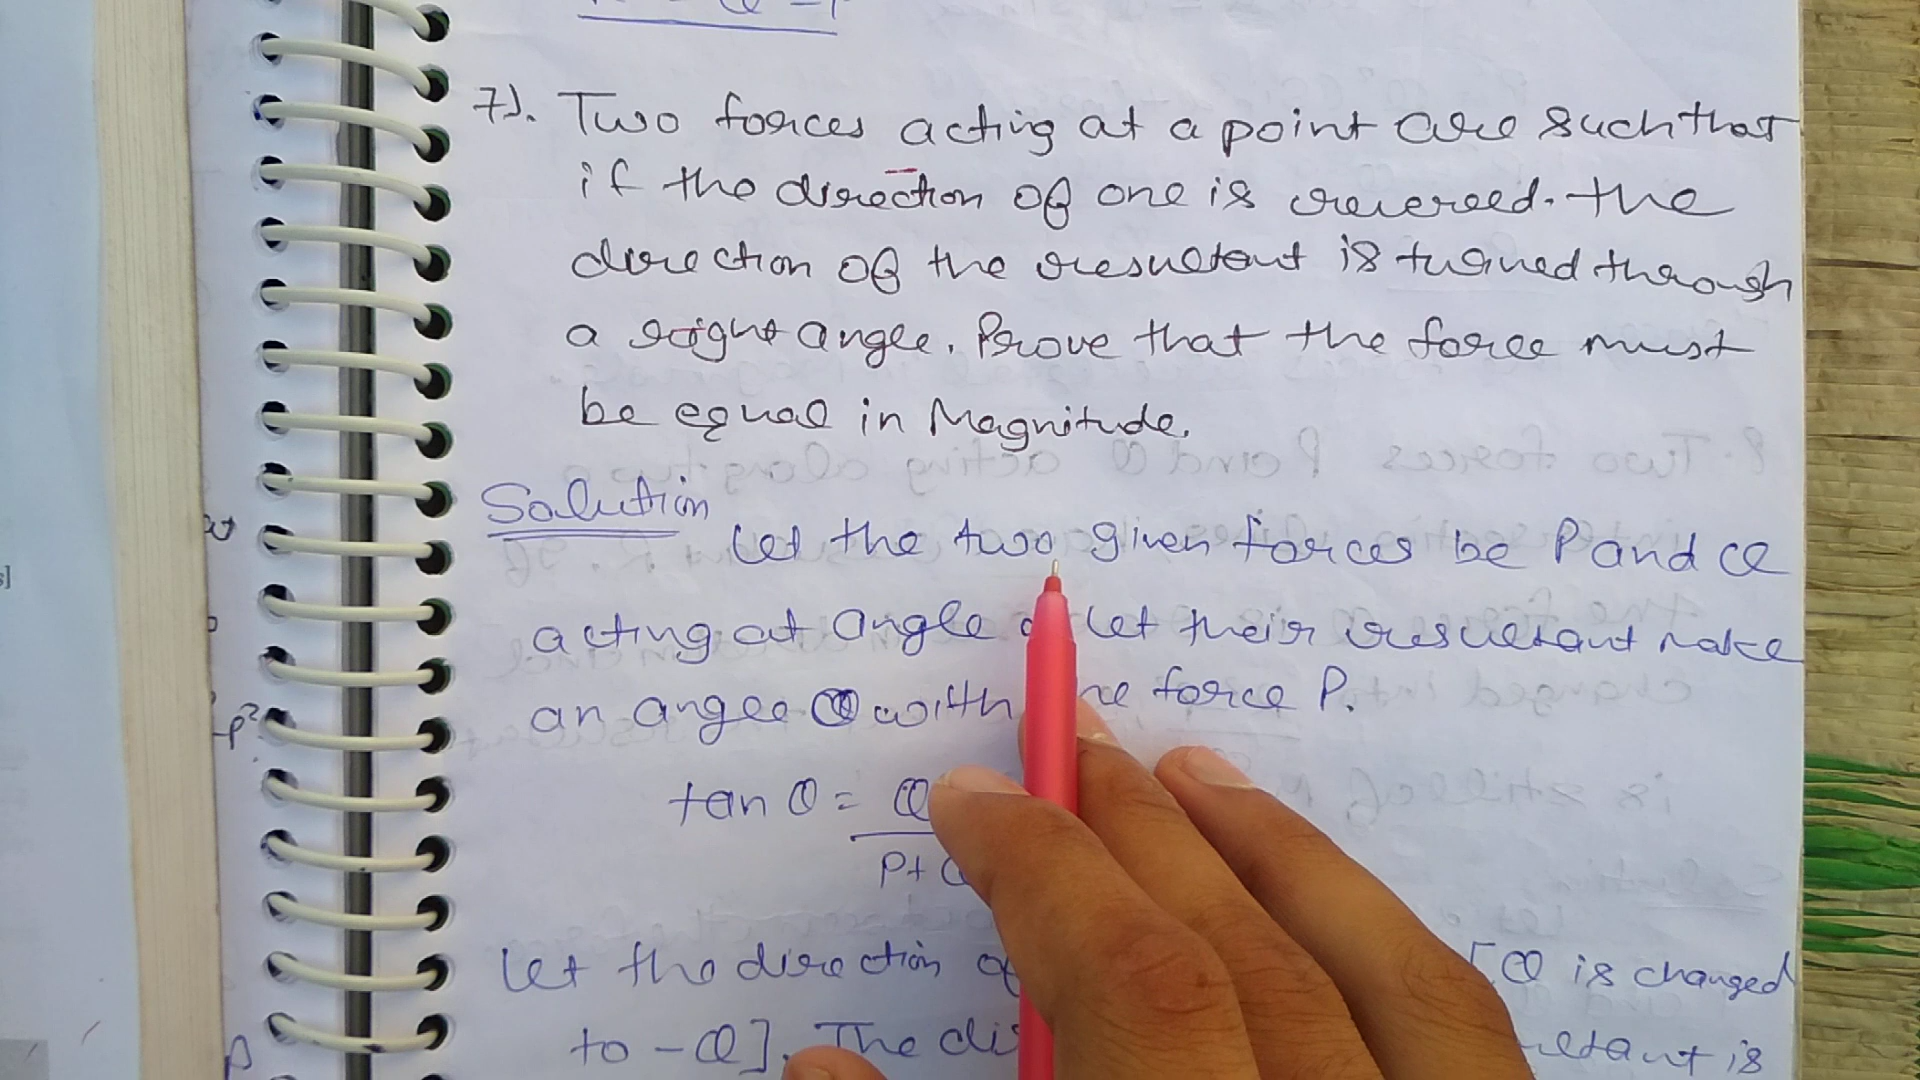 7). Two forces acting at a point are such that
if the direction of one is revereed. the
direction of the resultant is turned through
a right angle. Prove that the force must
be equal in Magnitude.
Solution
Let the two given forces be P and Q
acting at angle let their resultant make
an angle θ with the force P.
tan θ = Q
P+ Q
Let the direction of [Q is changed
to -Q]. The is